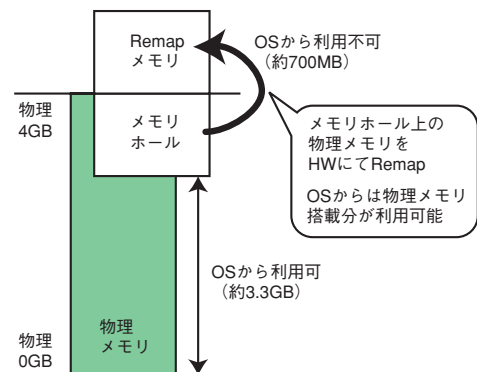 Remap
メモリ
OSから利用不可
（約700MB）
物理
4GB
メモリ
ホール
メモリホール上の
物理メモリを
HWにてRemap
OSからは物理メモリ
搭載分が利用可能
OSから利用可
（約3.3GB）
物理
メモリ
物理
0GB